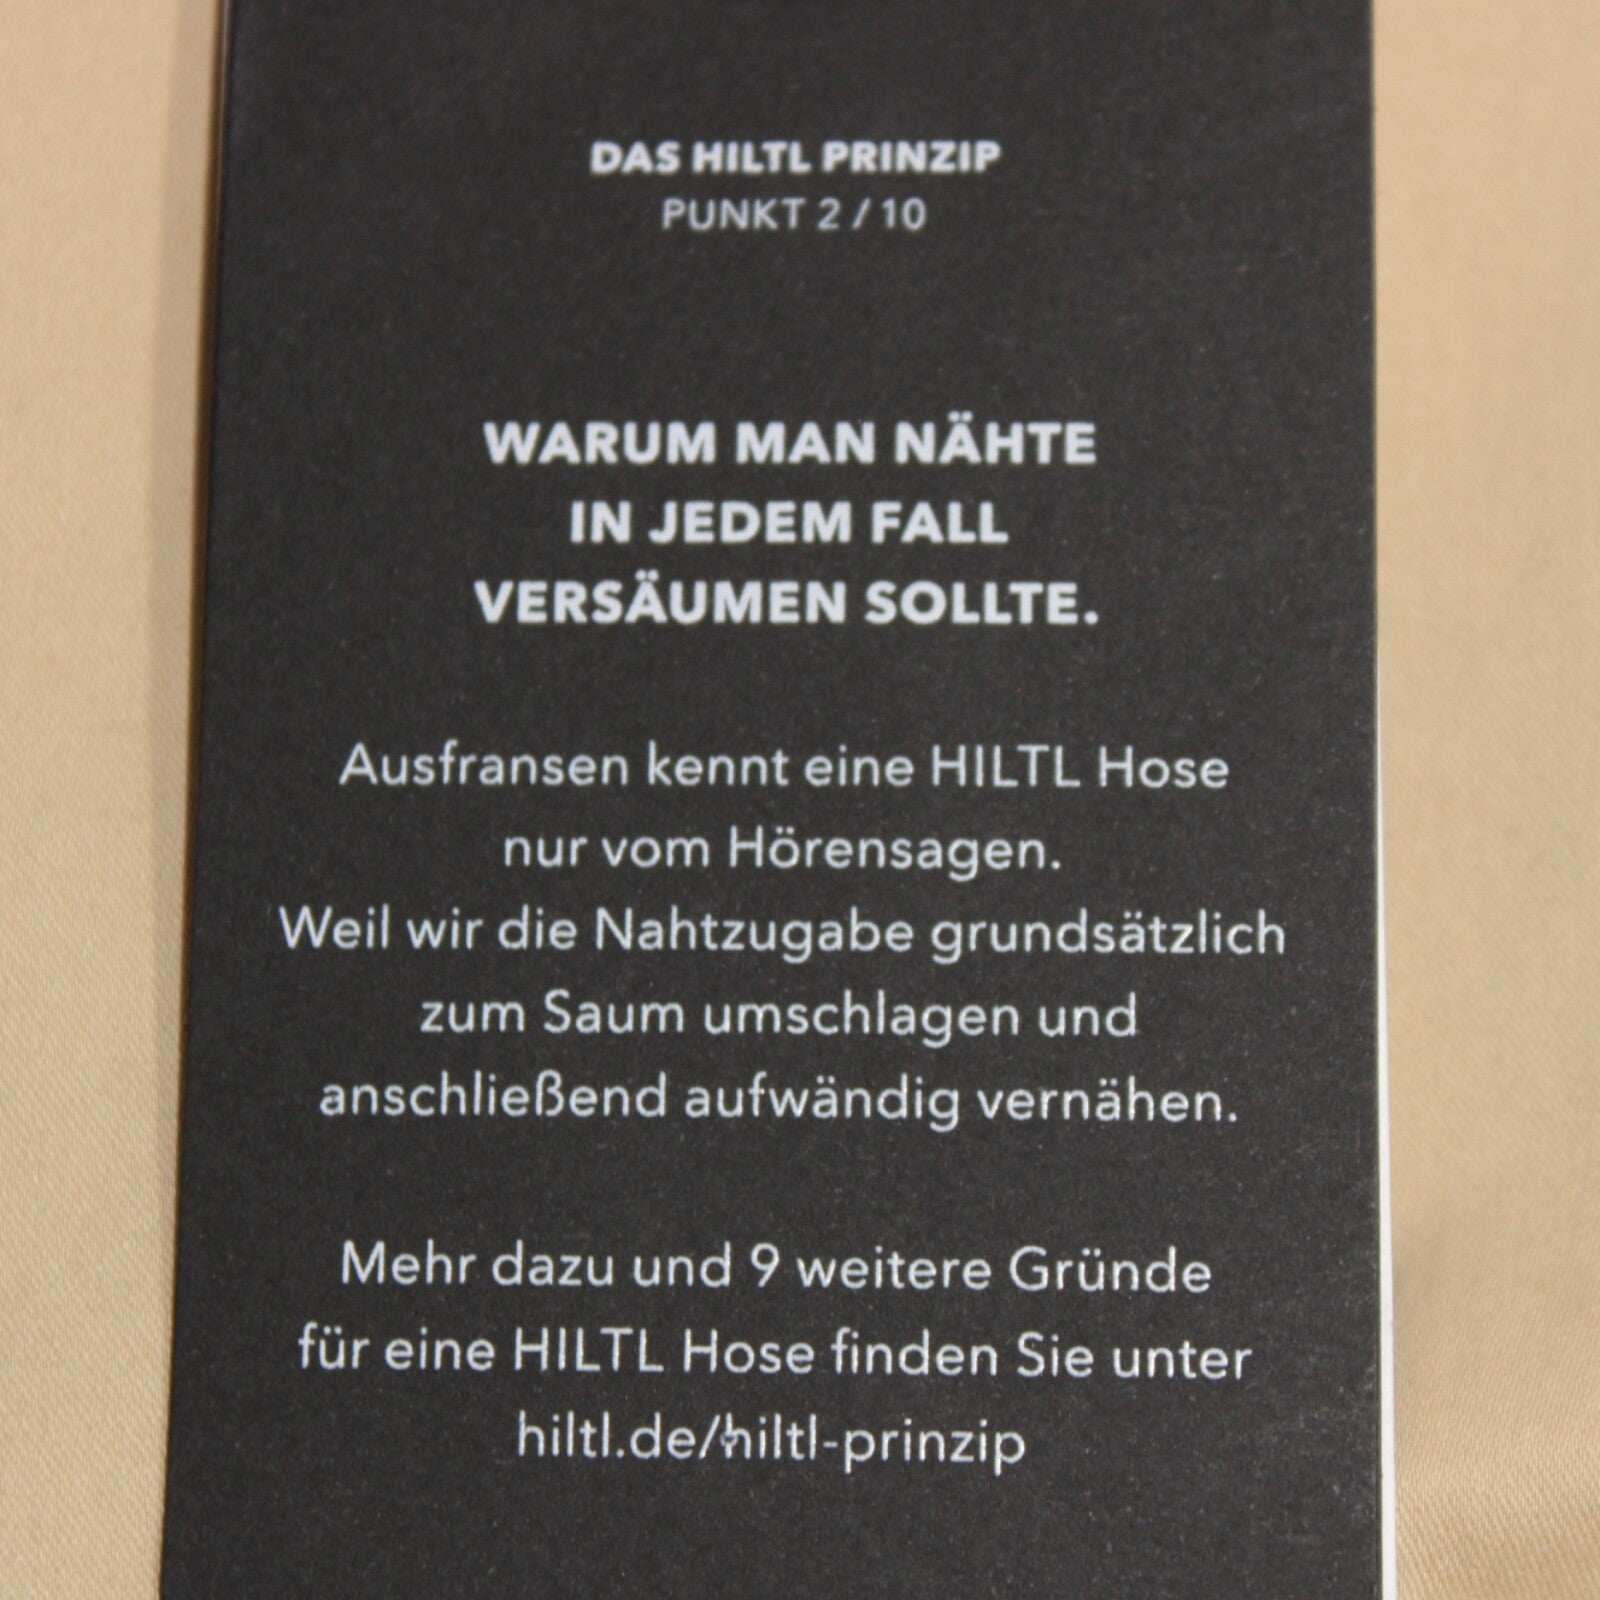 DAS HILTL PRINZIP
PUNKT 2 / 10
WARUM MAN NÄHTE
IN JEDEM FALL
VERSÄUMEN SOLLTE.
Ausfransen kennt eine HILTL Hose
nur vom Hörensagen.
Weil wir die Nahtzugabe grundsätzlich
zum Saum umschlagen und
anschließend aufwändig vernähen.
Mehr dazu und 9 weitere Gründe
für eine HILTL Hose finden Sie unter
hiltl.de/hiltl-prinzip